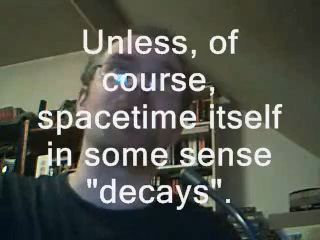 Unless, of
course,
spacetime itself
in some sense
"decays".